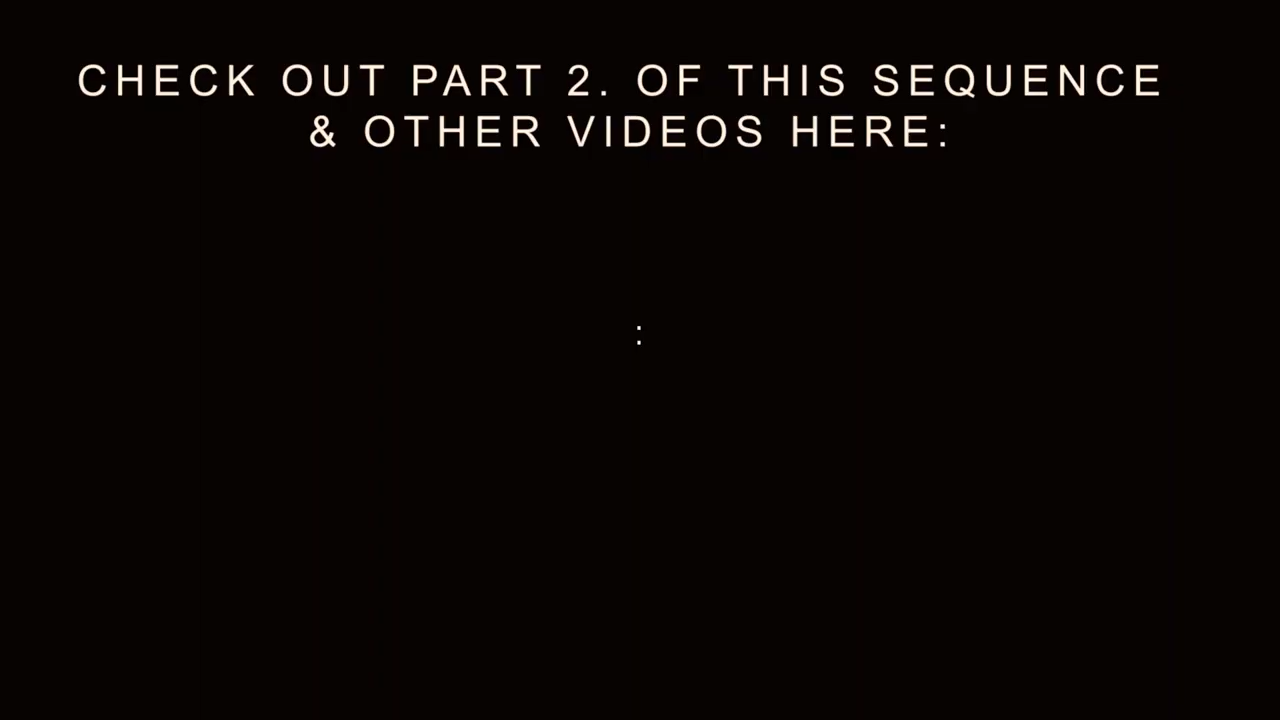 CHECK OUT PART 2. OF THIS SEQUENCE
& OTHER VIDEOS HERE:
: